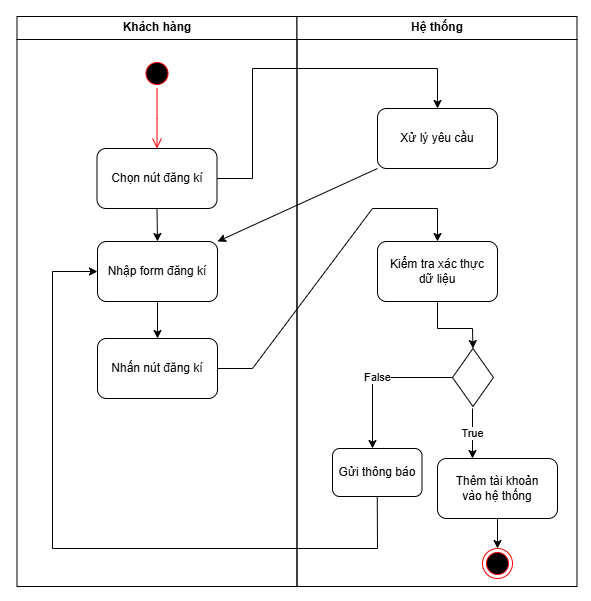 Khách hàng
Hệ thống
Xử lý yêu cầu
Chọn nút đăng kí
Nhập form đăng kí
Kiểm tra xác thực
dữ liệu
Nhấn nút đăng kí
False
True
Gửi thông báo
Thêm tài khoản
vào hệ thống